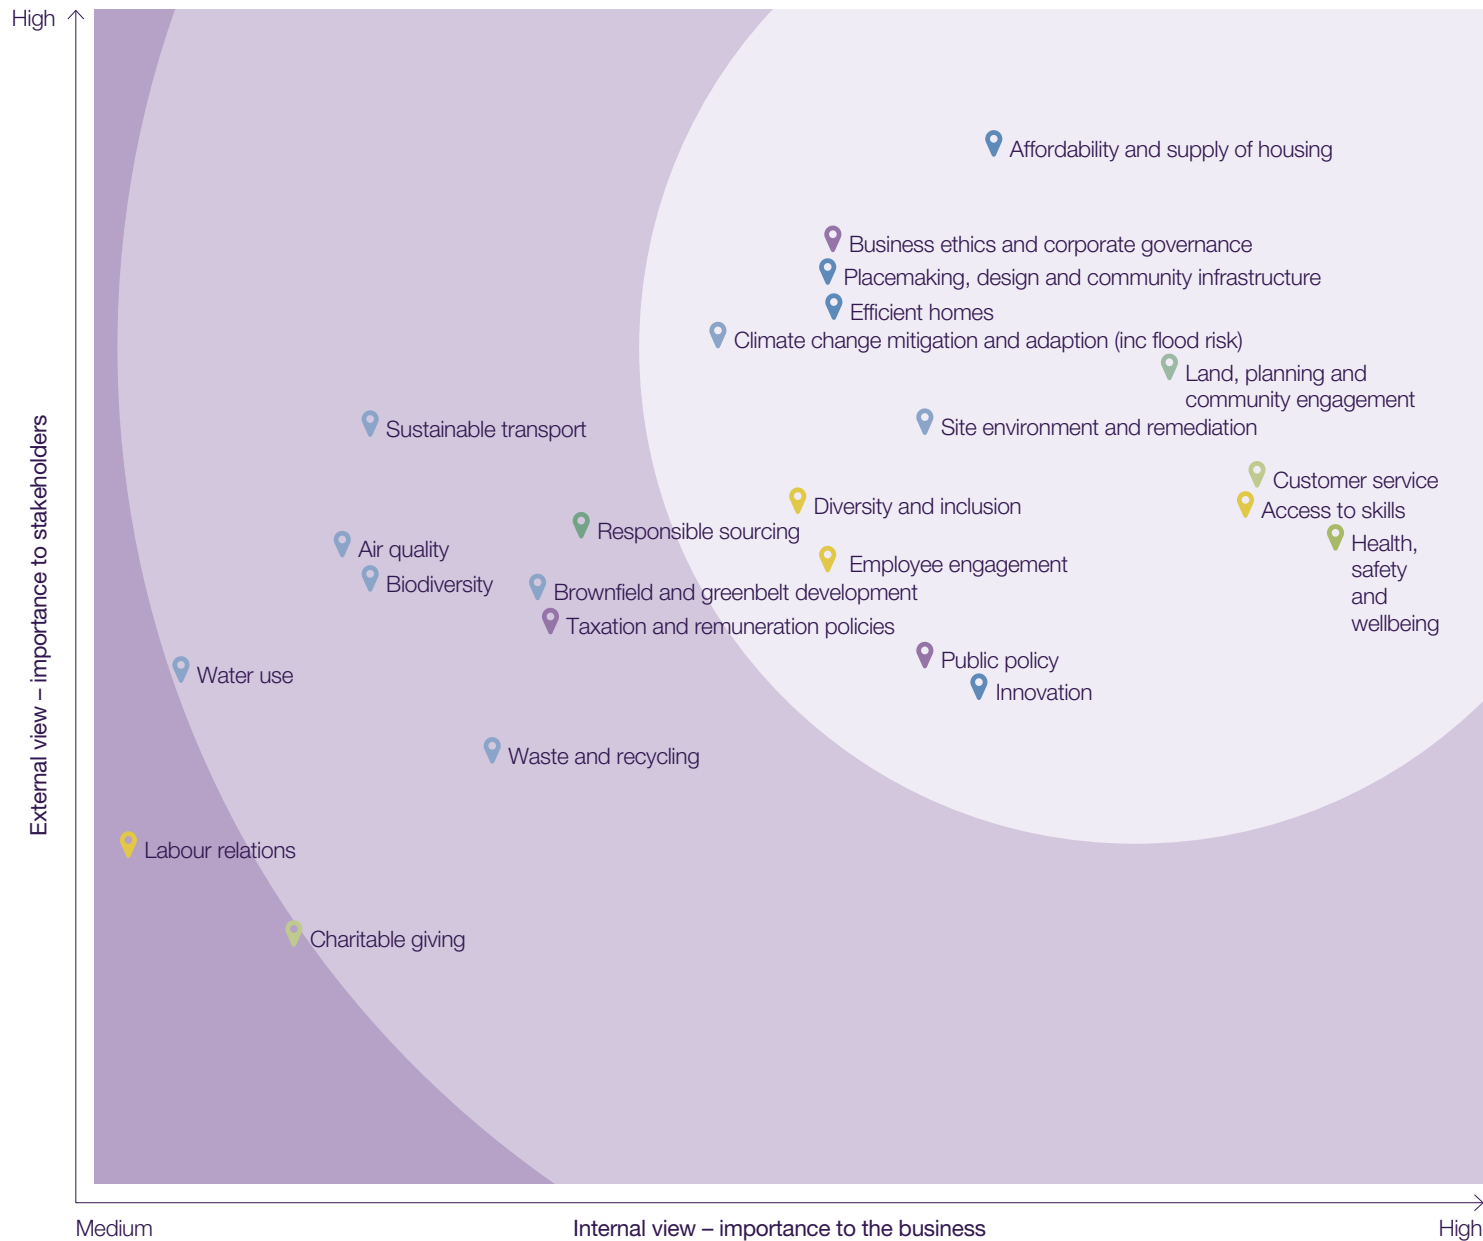 High
Affordability and supply of housing
Business ethics and corporate governance
Placemaking, design and community infrastructure
Efficient homes
Climate change mitigation and adaption (inc flood risk)
Land, planning and
community engagement
Sustainable transport
Site environment and remediation
Customer service
Diversity and inclusion
Access to skills
Responsible sourcing
Health,
safety
and
wellbeing
Air quality
Employee engagement
Biodiversity
Brownfield and greenbelt development
Taxation and remuneration policies
Public policy
Water use
Innovation
Waste and recycling
Labour relations
Charitable giving
External view – importance to stakeholders
Medium
Internal view – importance to the business
High